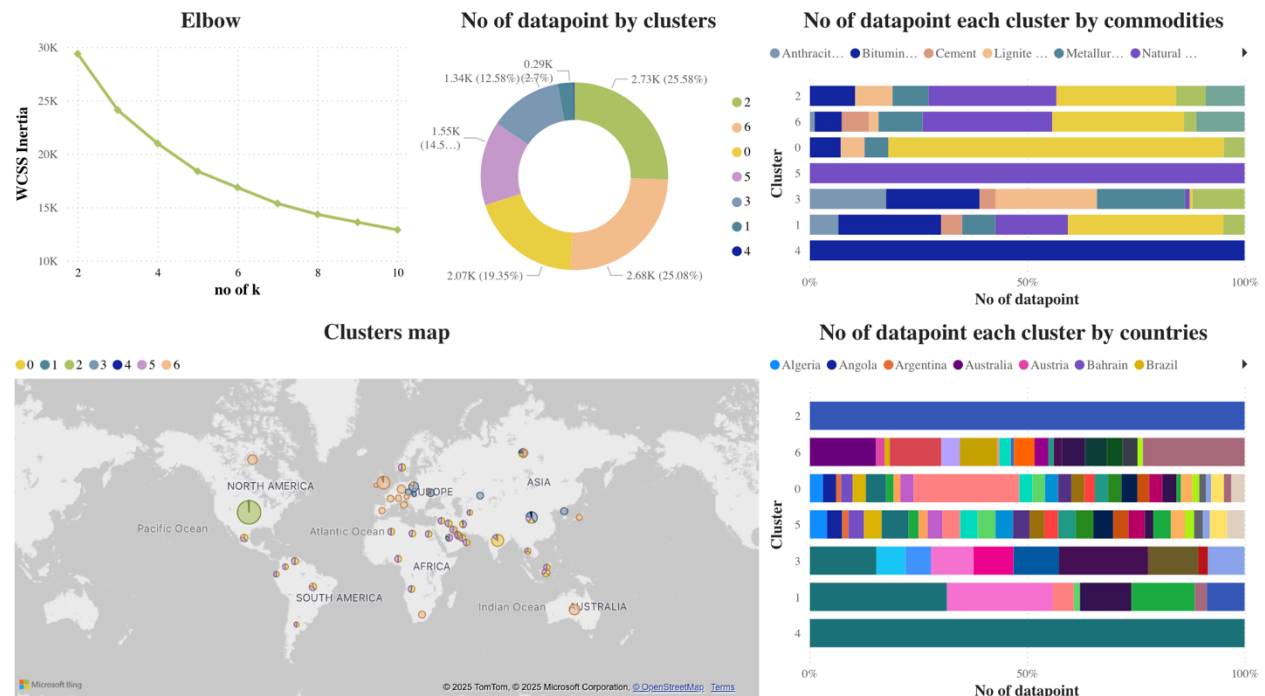 Elbow
30K
25K
20K
15K
10K
WCSS Inertia
2 4 6 8 10
no of k
No of datapoint by clusters
0.29K
1.34K (12.58%)(2.7%)
2.73K (25.58%)
1.55K
(14.5…)
2.07K (19.35%)
2.68K (25.08%)
2
6
0
5
3
1
4
No of datapoint each cluster by commodities
Anthracit… Bitumin… Cement Lignite … Metallur… Natural …
Cluster
2
6
0
5
3
1
4
0% 50% 100%
No of datapoint
Clusters map
0 1 2 3 4 5 6
ASIA
NORTH AMERICA
EUROPE
Pacific Ocean
Atlantic Ocean
AFRICA
SOUTH AMERICA
Indian Ocean
AUSTRALIA
Microsoft Bing
© 2025 TomTom, © 2025 Microsoft Corporation, © OpenStreetMap Terms
No of datapoint each cluster by countries
Algeria Angola Argentina Australia Austria Bahrain Brazil
Cluster
2
6
0
5
3
1
4
0% 50% 100%
No of datapoint